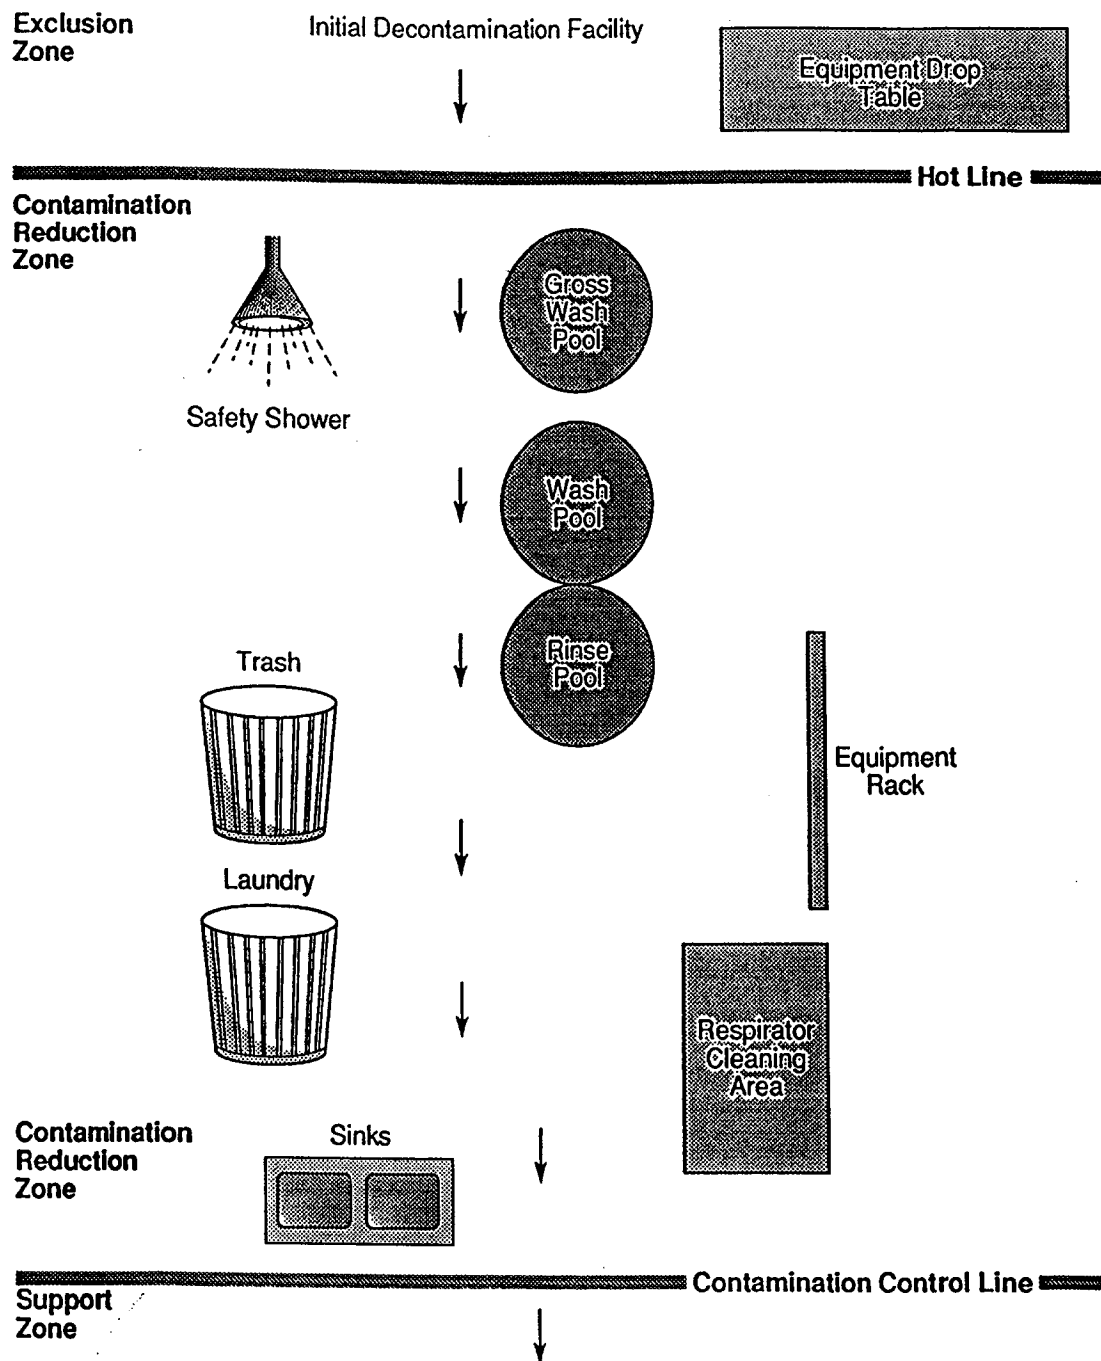 Exclusion
Zone
Initial Decontamination Facility
Equipment Drop
Table
Hot Line
Contamination
Reduction
Zone
Gross
Wash
Pool
Safety Shower
Wash
Pool
Rinse
Pool
Trash
Equipment
Rack
Laundry
Respirator
Cleaning
Area
Contamination
Reduction
Zone
Sinks
Contamination Control Line
Support
Zone